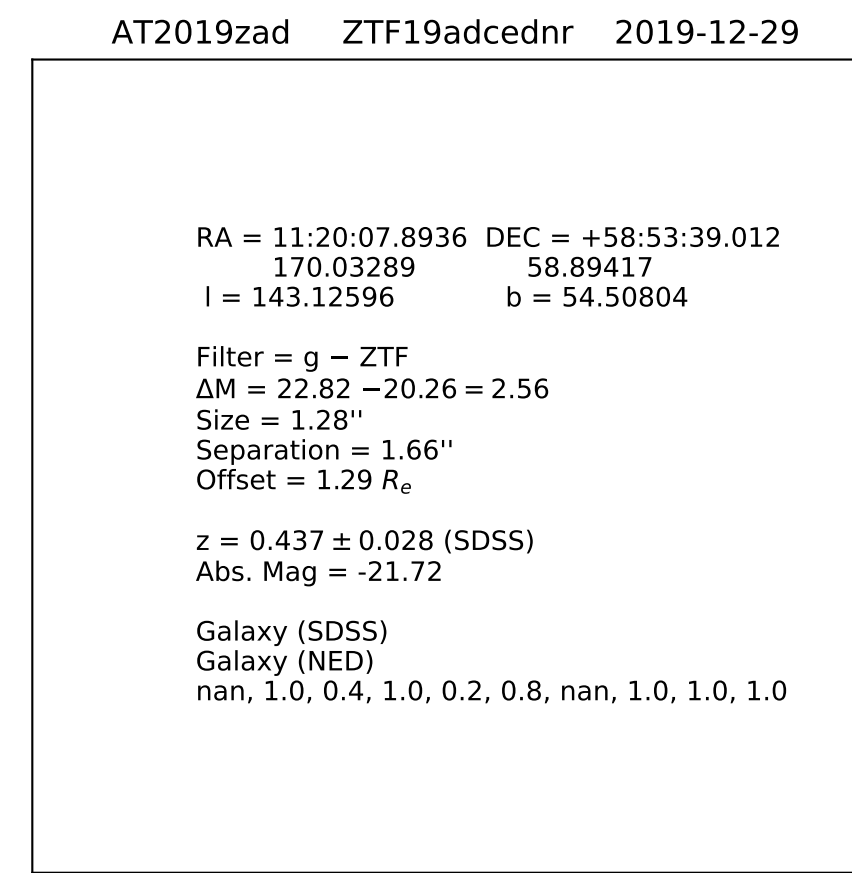 AT2019zad ZTF19adcednr 2019-12-29
RA = 11:20:07.8936 DEC = +58:53:39.012
170.03289 58.89417
l = 143.12596 b = 54.50804
Filter = g − ZTF
ΔM = 22.82 −20.26 = 2.56
Size = 1.28''
Separation = 1.66''
Offset = 1.29 Rₑ
z = 0.437 ± 0.028 (SDSS)
Abs. Mag = -21.72
Galaxy (SDSS)
Galaxy (NED)
nan, 1.0, 0.4, 1.0, 0.2, 0.8, nan, 1.0, 1.0, 1.0